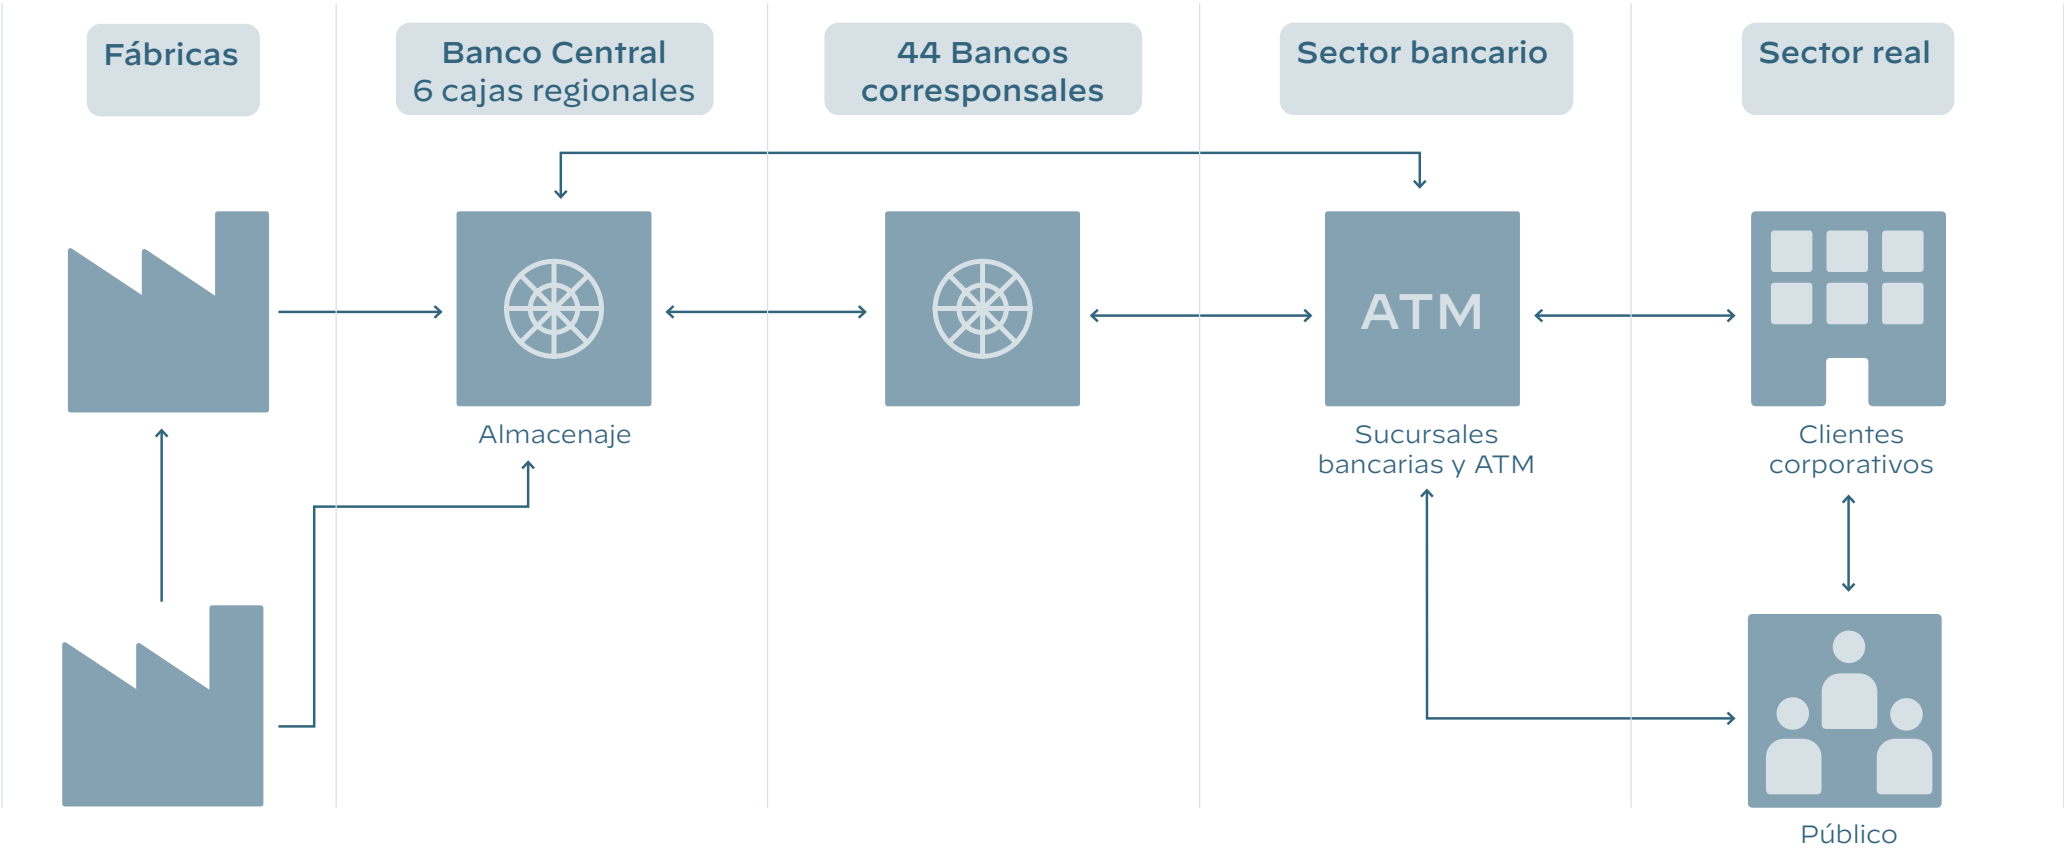 Fábricas
Banco Central
6 cajas regionales
44 Bancos
corresponsales
Sector bancario
Sector real
ATM
Almacenaje
Sucursales
bancarias y ATM
Clientes
corporativos
Público